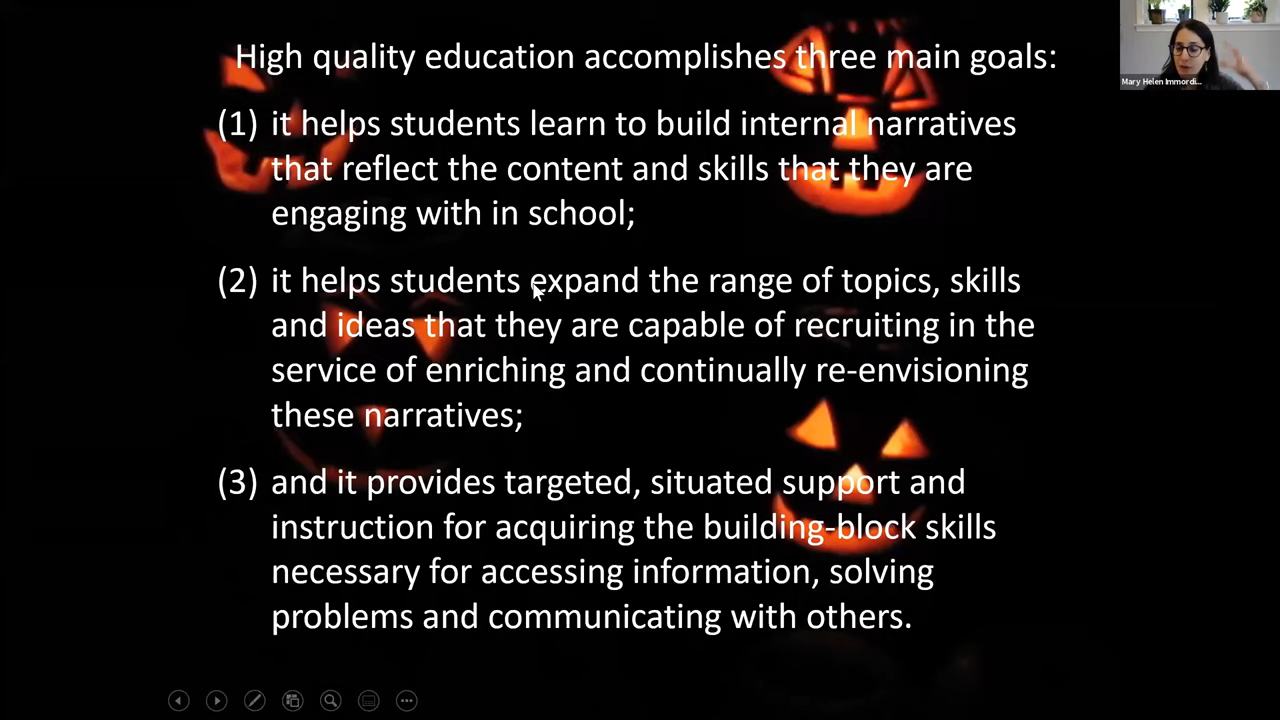 High quality education accomplishes three main goals:
(1) it helps students learn to build internal narratives
that reflect the content and skills that they are
engaging with in school;
(2) it helps students expand the range of topics, skills
and ideas that they are capable of recruiting in the
service of enriching and continually re-envisioning
these narratives;
(3) and it provides targeted, situated support and
instruction for acquiring the building-block skills
necessary for accessing information, solving
problems and communicating with others.
Mary Helen Immordi...